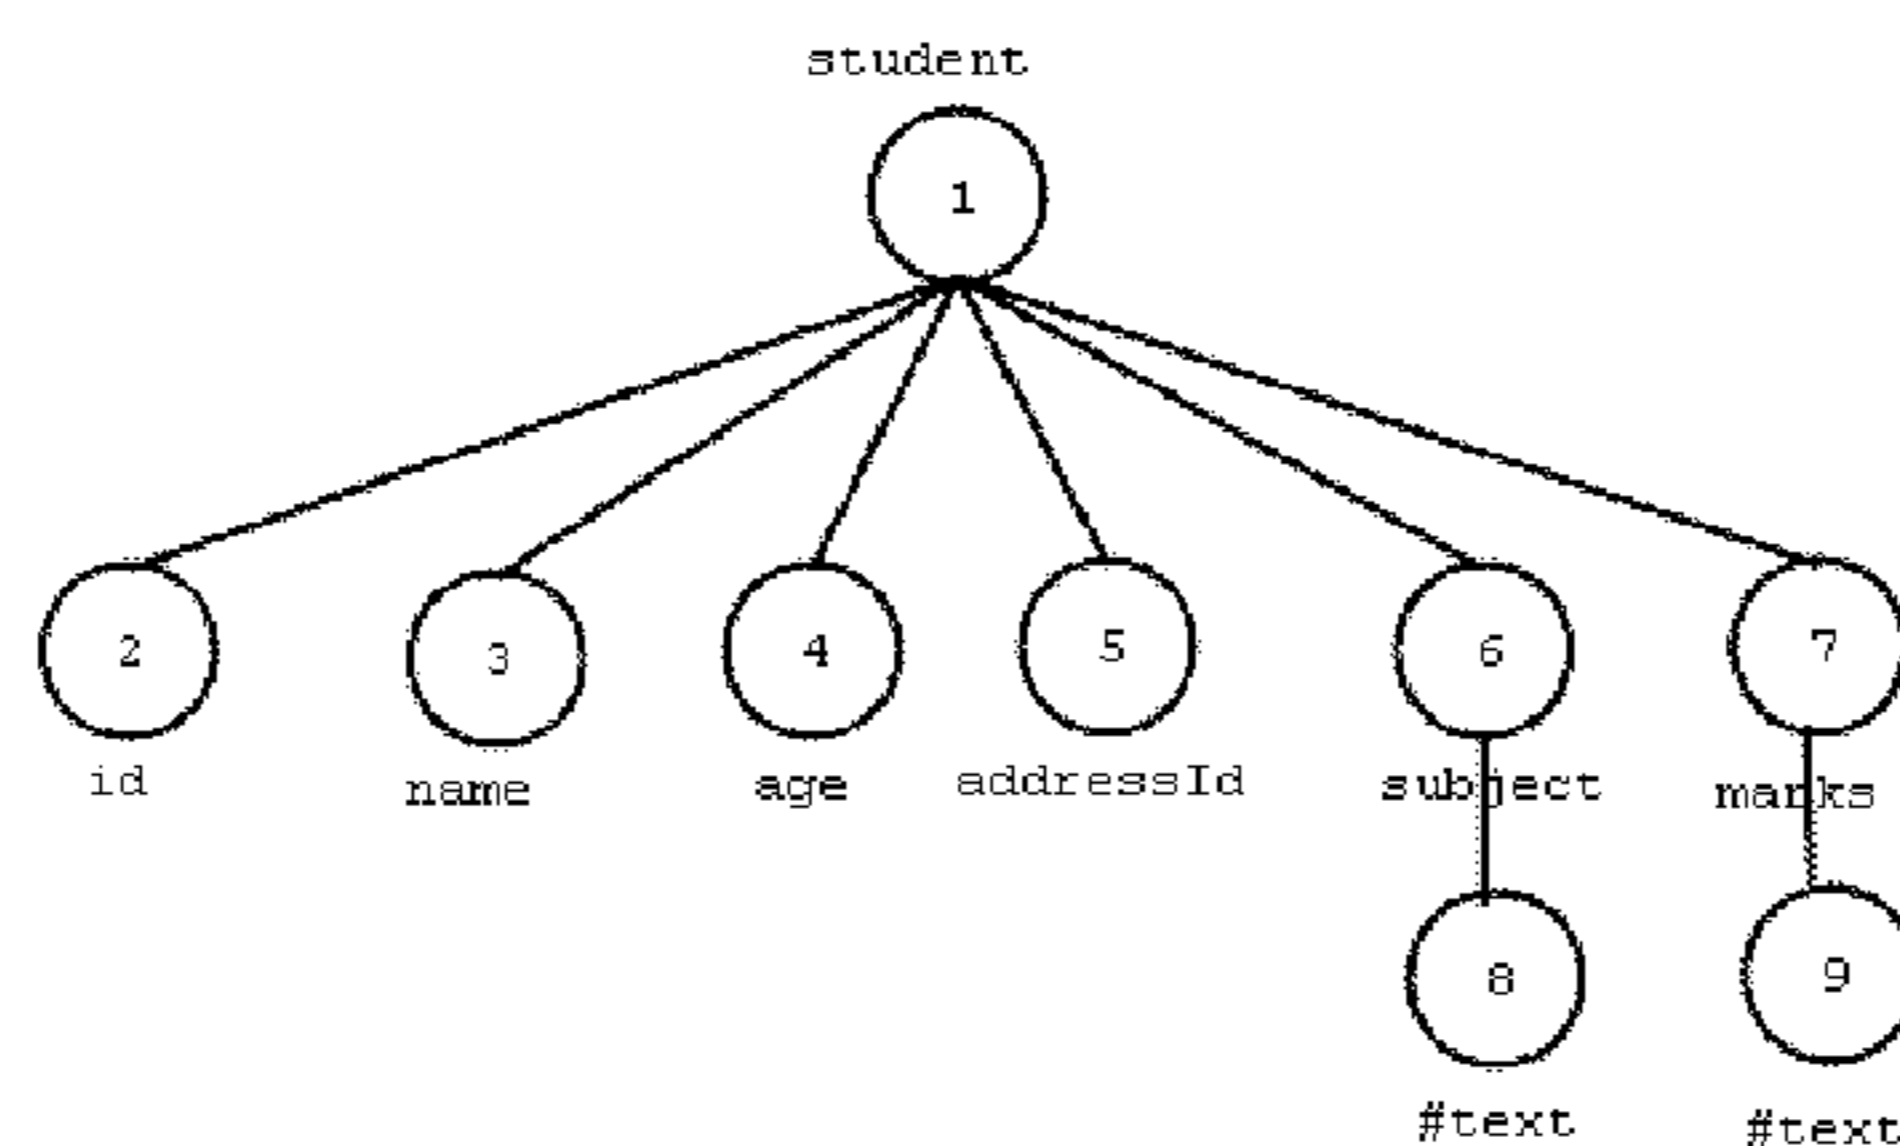 student
1
2 3 4 5 6 7
id name age addressId subject marks
8 9
#text #text